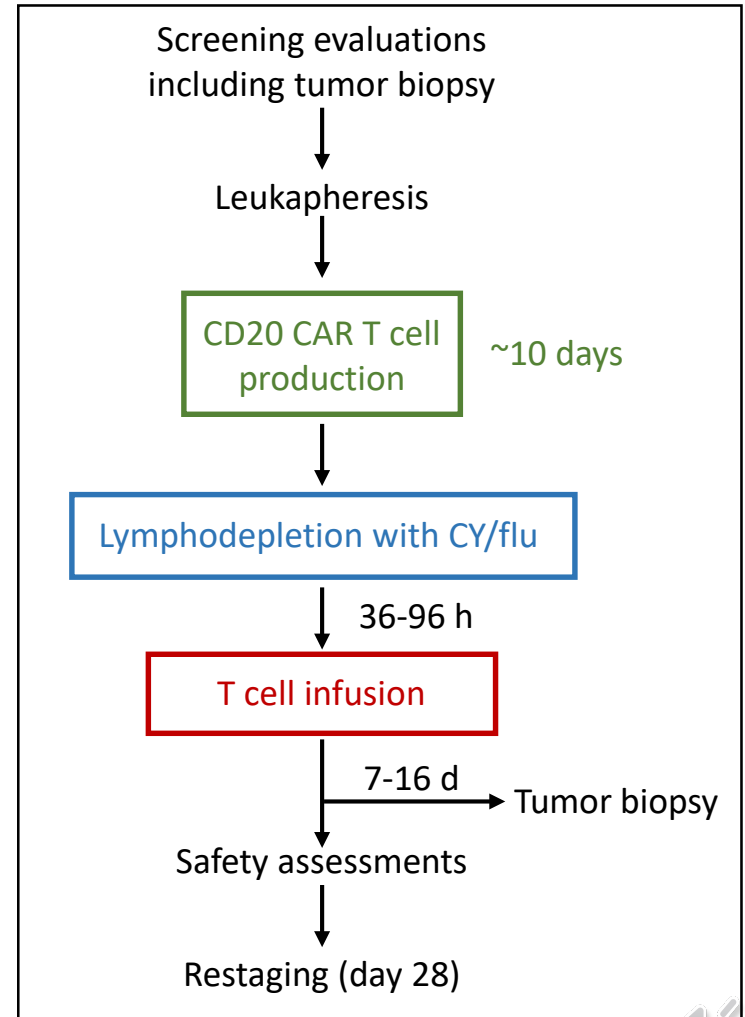 Screening evaluations
including tumor biopsy
Leukapheresis
CD20 CAR T cell
production
~10 days
Lymphodepletion with CY/flu
36-96 h
T cell infusion
7-16 d
Tumor biopsy
Safety assessments
Restaging (day 28)